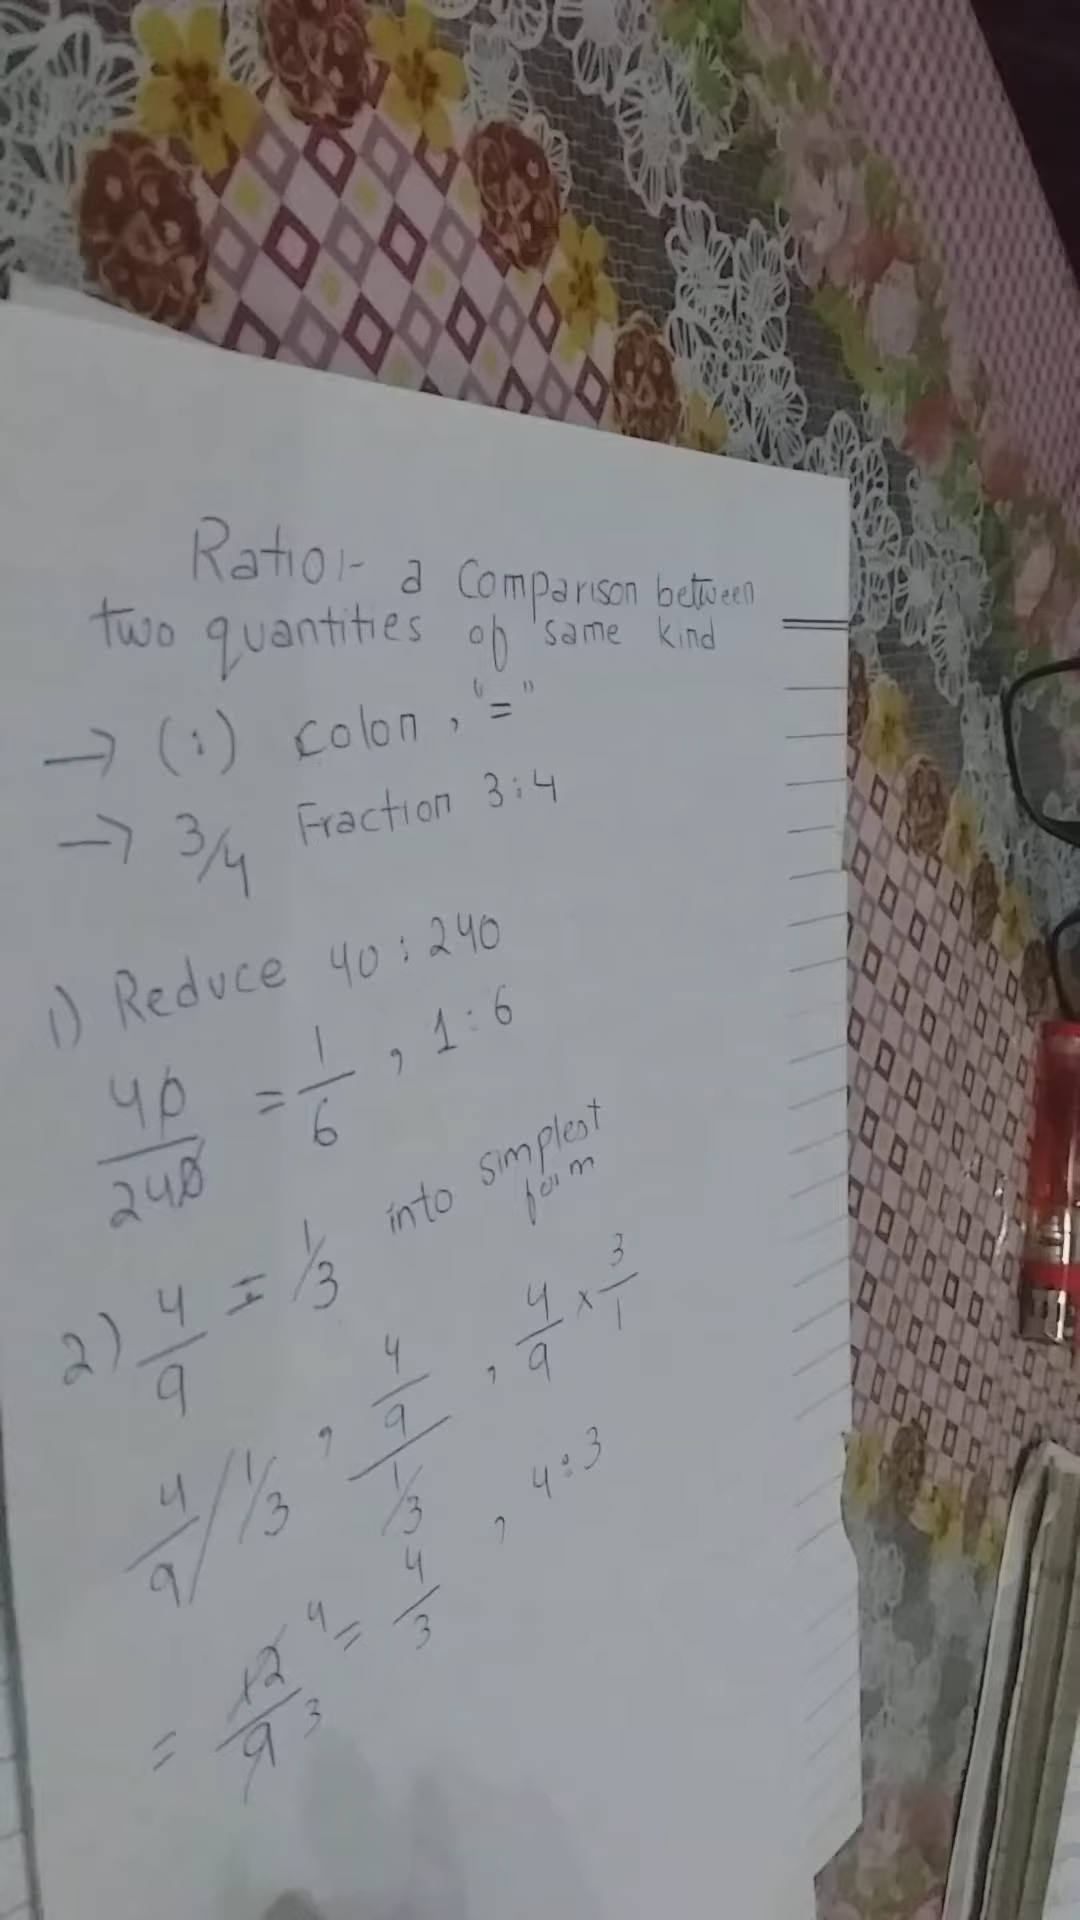 Ratio:- a Comparison between
two quantities of same kind
→ (:) colon, "="
→ 3/4 Fraction 3:4
1) Reduce 40:240
40/240 = 1/6, 1:6
2) 4/9 = 1/3 into simplest form
4/9 / 1/3, 4/9 / 1/3, 4/9 × 3/1
= 12/9 4 3 = 4/3, 4:3